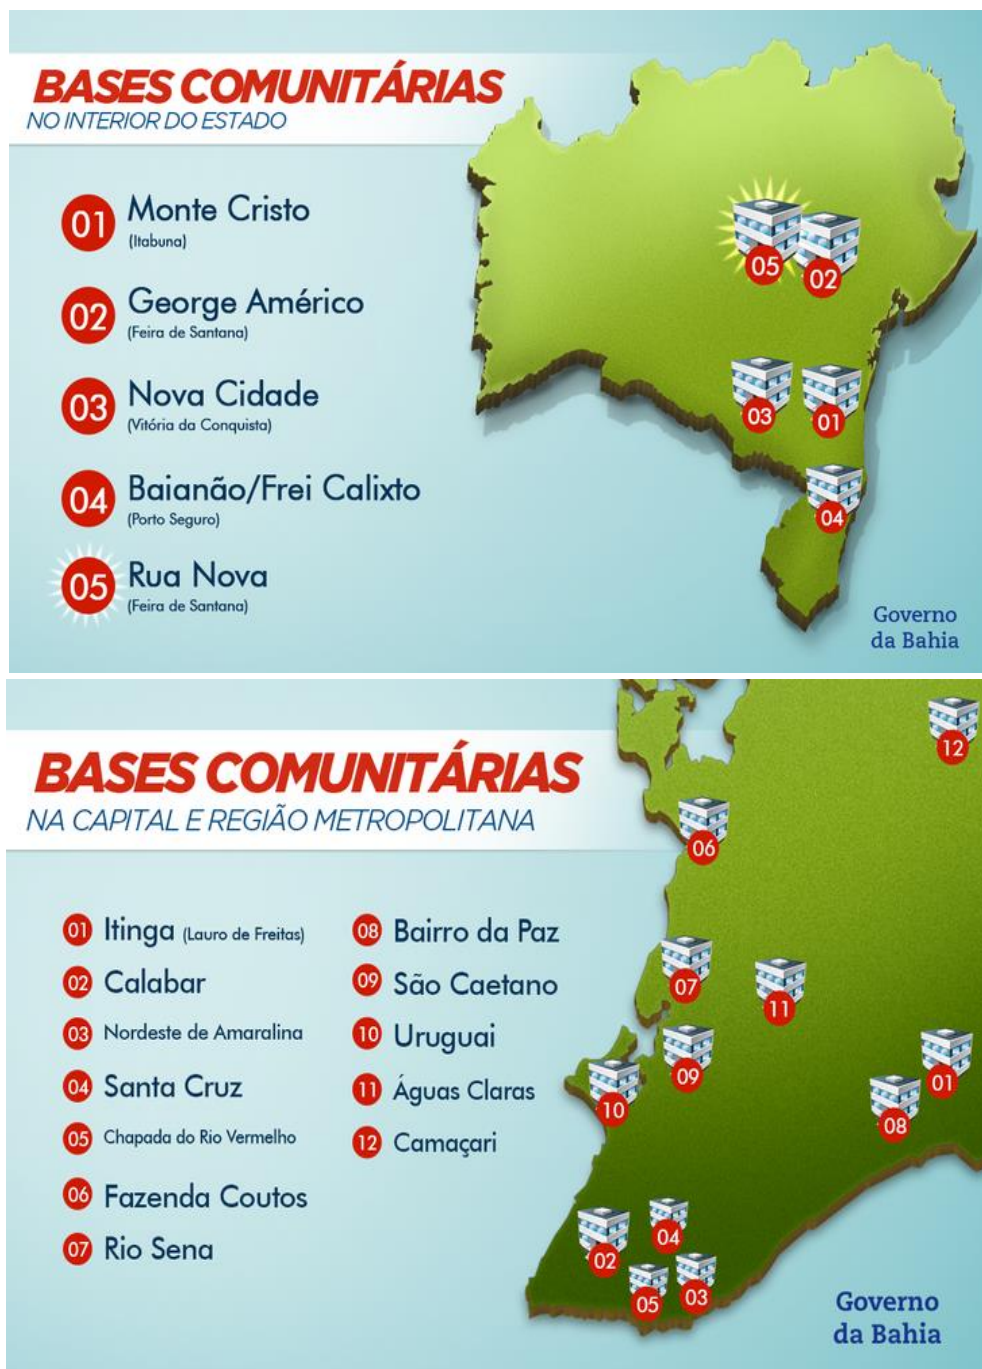 BASES COMUNITÁRIAS
NO INTERIOR DO ESTADO
01 Monte Cristo
(Itabuna)
02 George Américo
(Feira de Santana)
03 Nova Cidade
(Vitória da Conquista)
04 Baianão/Frei Calixto
(Porto Seguro)
05 Rua Nova
(Feira de Santana)
05
02
03
01
04
Governo
da Bahia
BASES COMUNITÁRIAS
NA CAPITAL E REGIÃO METROPOLITANA
01 Itinga (Lauro de Freitas)
02 Calabar
03 Nordeste de Amaralina
04 Santa Cruz
05 Chapada do Rio Vermelho
06 Fazenda Coutos
07 Rio Sena
08 Bairro da Paz
09 São Caetano
10 Uruguai
11 Águas Claras
12 Camaçari
12
06
07
11
09
01
10
08
04
02
03
05
Governo
da Bahia